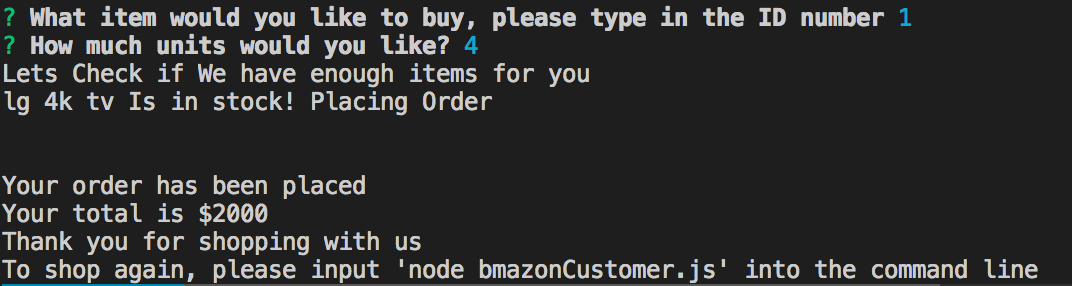 ? What item would you like to buy, please type in the ID number 1
? How much units would you like? 4
Lets Check if We have enough items for you
lg 4k tv Is in stock! Placing Order
Your order has been placed
Your total is $2000
Thank you for shopping with us
To shop again, please input 'node bmazonCustomer.js' into the command line